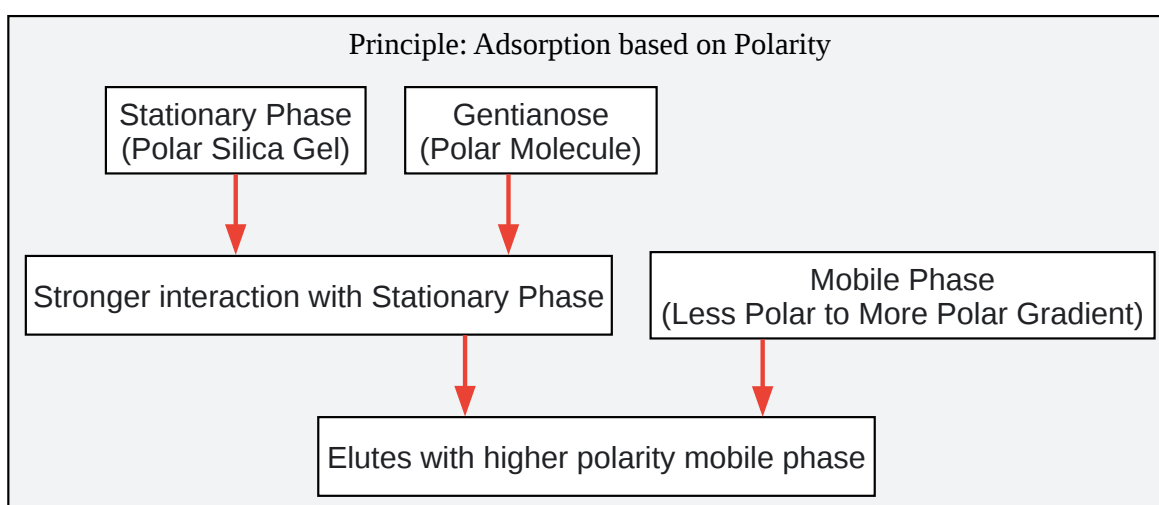 Principle: Adsorption based on Polarity
Stationary Phase
(Polar Silica Gel)
Gentianose
(Polar Molecule)
Stronger interaction with Stationary Phase
Mobile Phase
(Less Polar to More Polar Gradient)
Elutes with higher polarity mobile phase